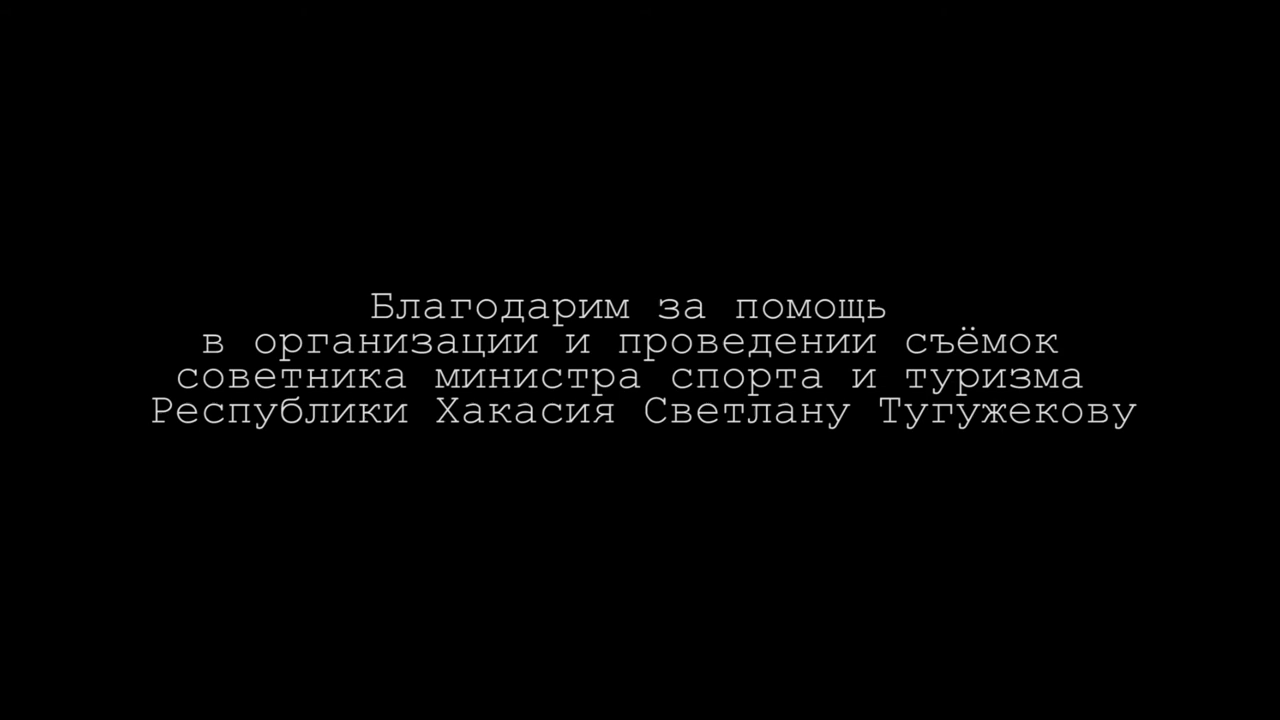 Благодарим за помощь
в организации и проведении съёмок
советника министра спорта и туризма
Республики Хакасия Светлану Тугужекову